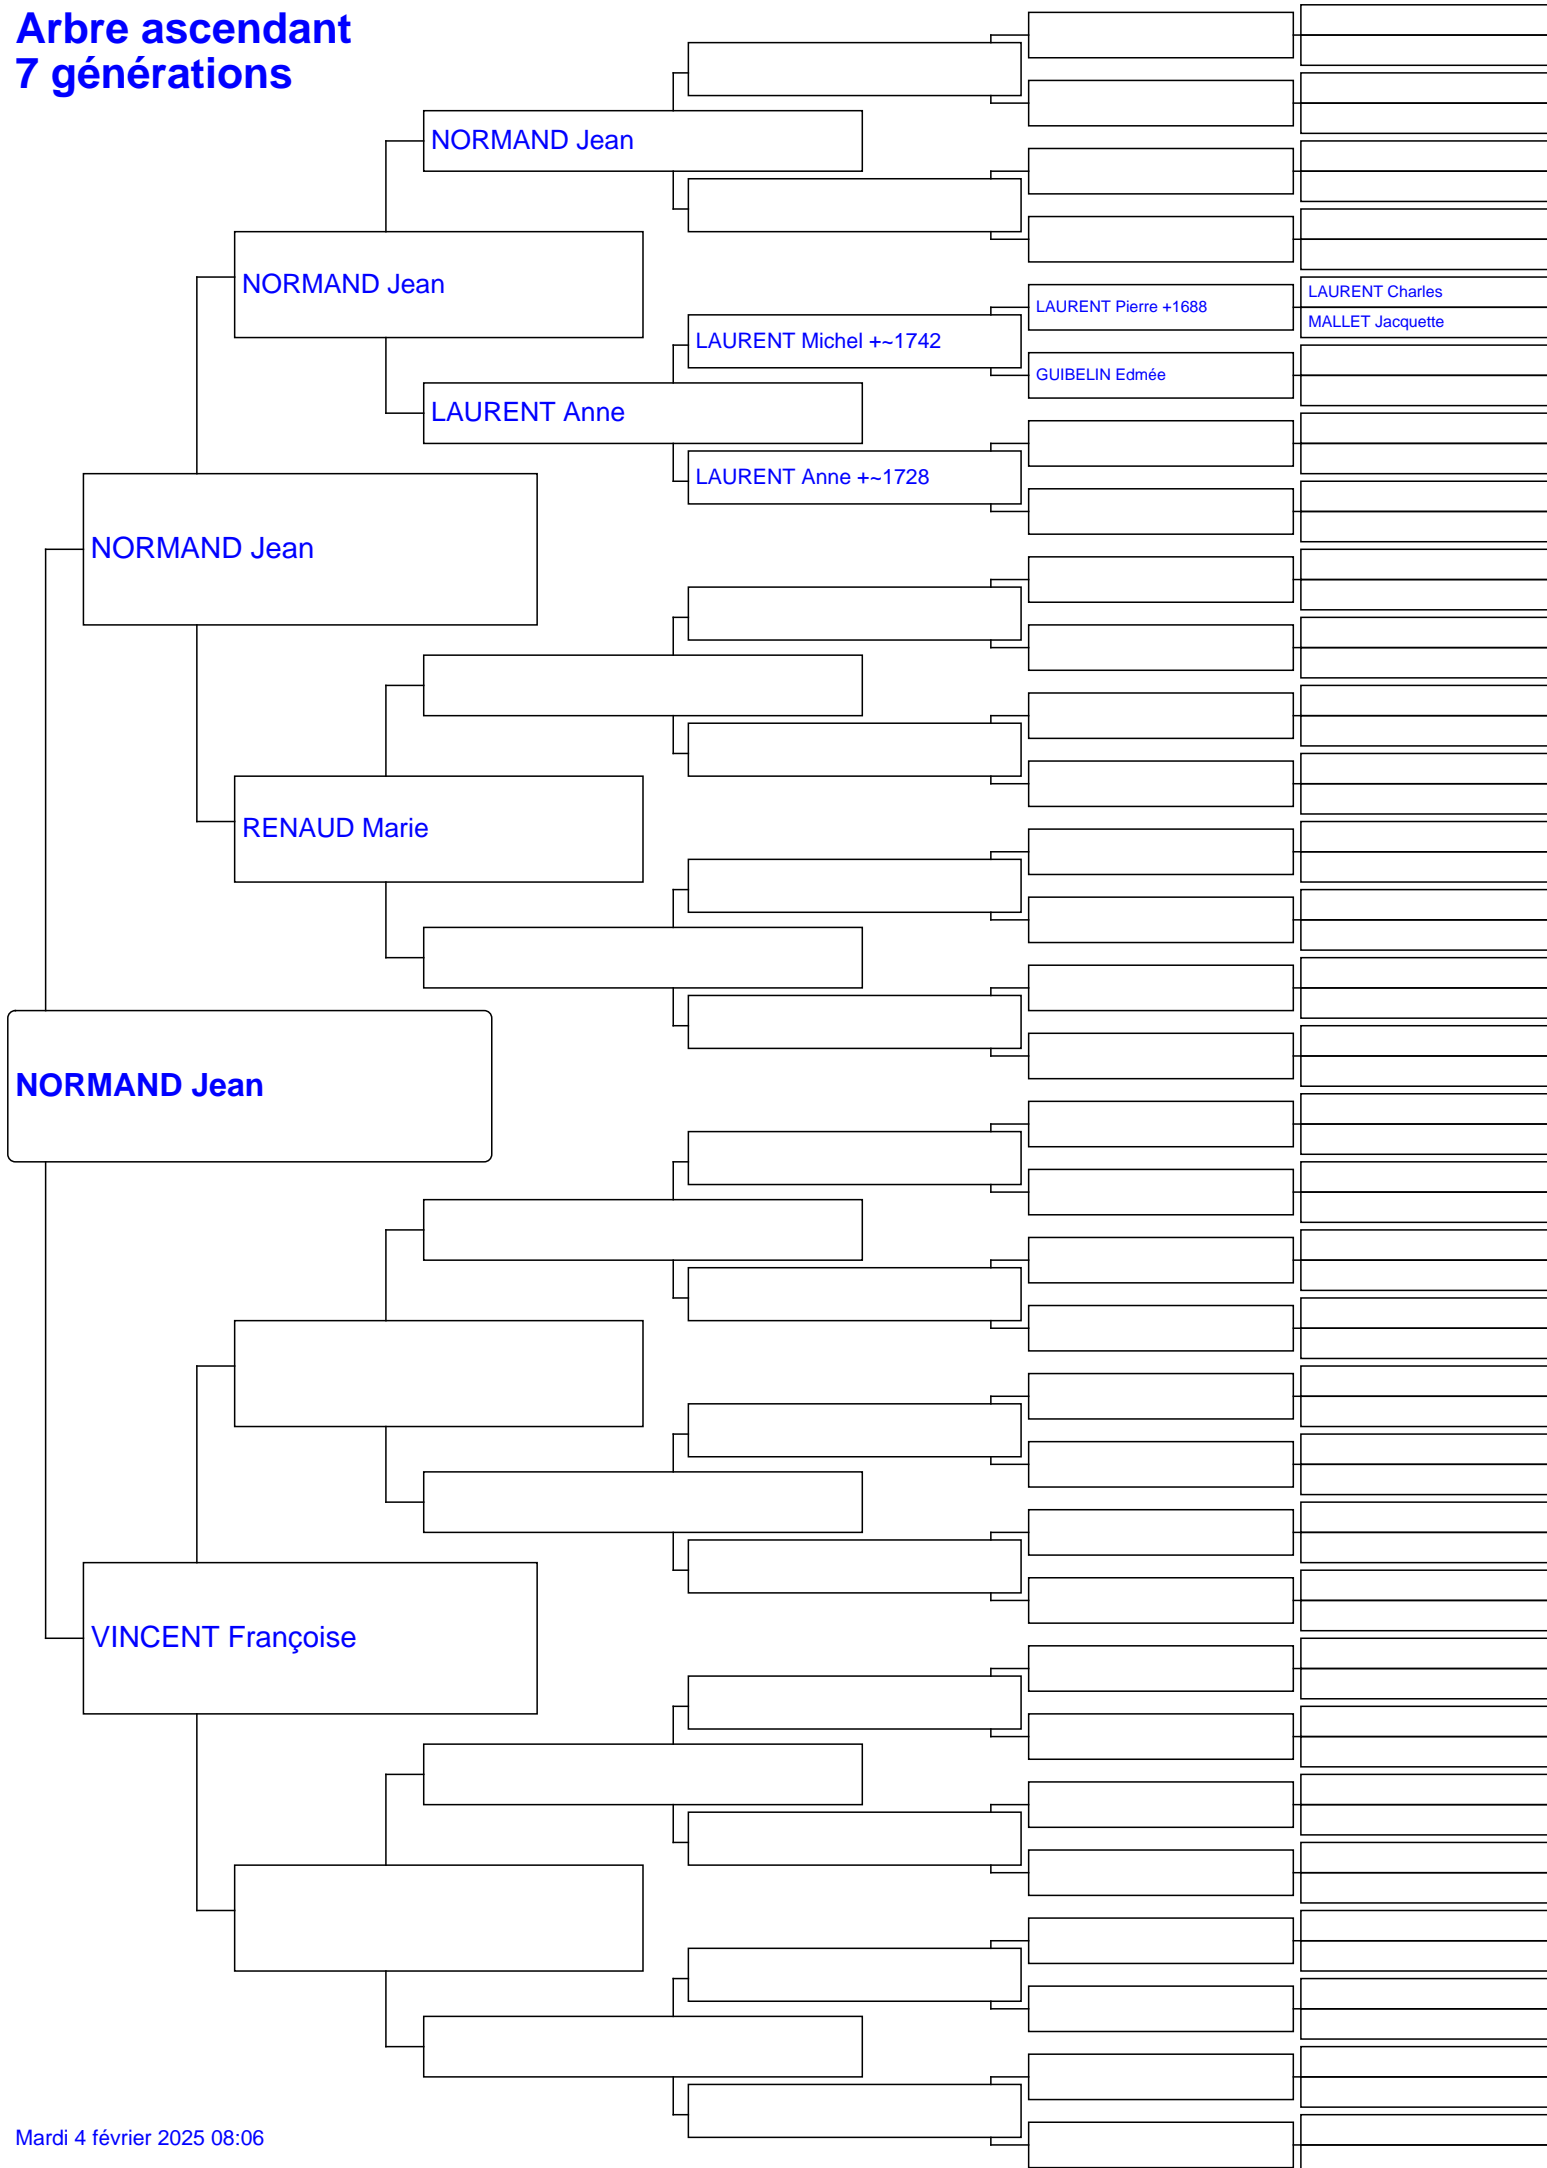 Arbre ascendant
7 générations
NORMAND Jean
NORMAND Jean
LAURENT Pierre +1688
LAURENT Charles
MALLET Jacquette
LAURENT Michel +~1742
GUIBELIN Edmée
LAURENT Anne
LAURENT Anne +~1728
NORMAND Jean
RENAUD Marie
NORMAND Jean
VINCENT Françoise
Mardi 4 février 2025 08:06